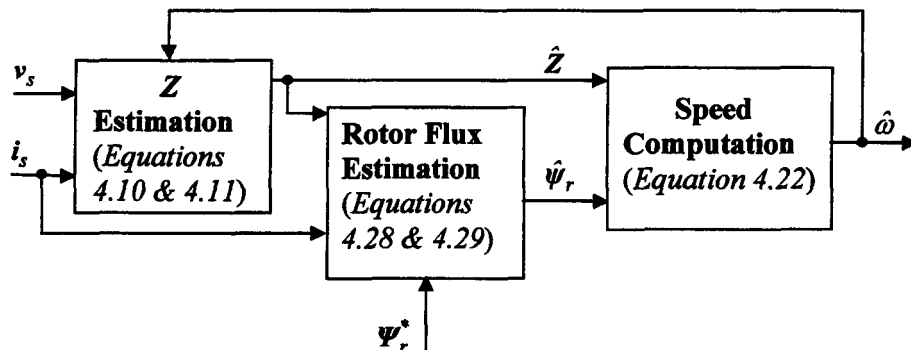 v_s
i_s
Z
Estimation
(Equations
4.10 & 4.11)
Ẑ
Rotor Flux
Estimation
(Equations
4.28 & 4.29)
Ψ_r^*
ψ̂_r
Speed
Computation
(Equation 4.22)
ω̂